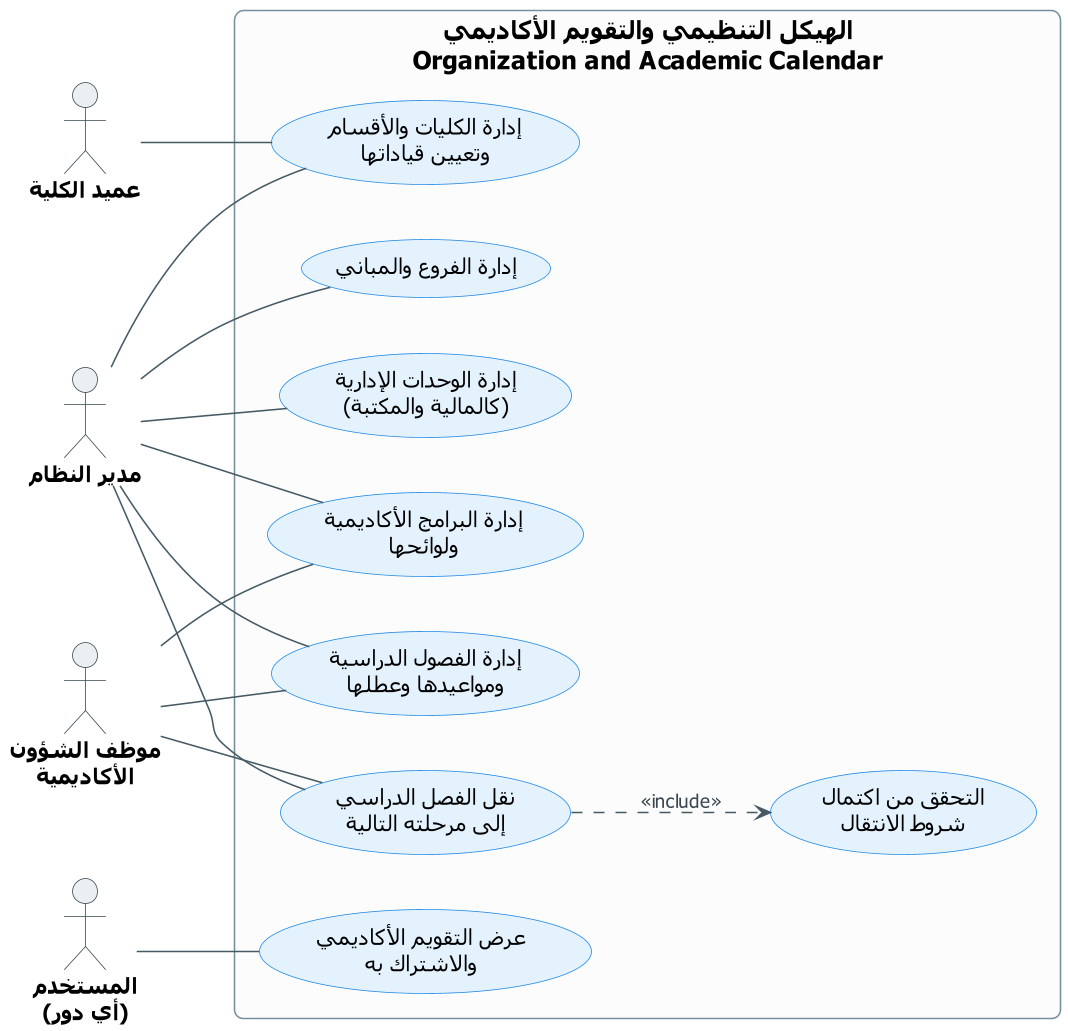 الهيكل التنظيمي والتقويم الأكاديمي
Organization and Academic Calendar
عميد الكلية
إدارة الكليات والأقسام
وتعيين قياداتها
إدارة الفروع والمباني
مدير النظام
إدارة الوحدات الإدارية
(كالمالية والمكتبة)
إدارة البرامج الأكاديمية
ولوائحها
موظف الشؤون
الأكاديمية
إدارة الفصول الدراسية
ومواعيدها وعطلها
نقل الفصل الدراسي
إلى مرحلته التالية
«include»
التحقق من اكتمال
شروط الانتقال
المستخدم
(أي دور)
عرض التقويم الأكاديمي
والاشتراك به